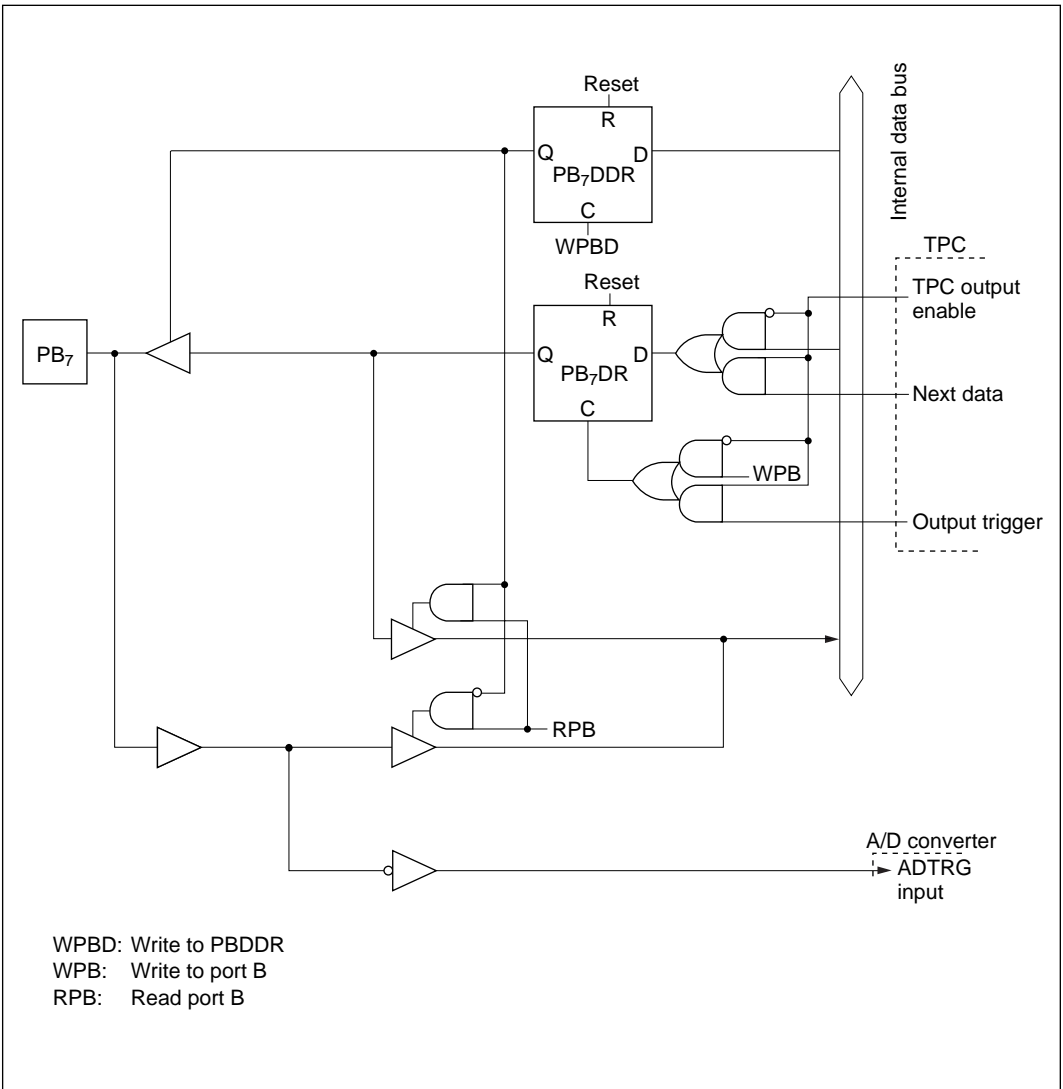 Reset
R
Q
D
PB7DDR
C
WPBD
Internal data bus
TPC
TPC output
enable
Reset
R
Q
D
PB7DR
C
PB7
Next data
WPB
Output trigger
RPB
A/D converter
ADTRG
input
WPBD: Write to PBDDR
WPB: Write to port B
RPB: Read port B